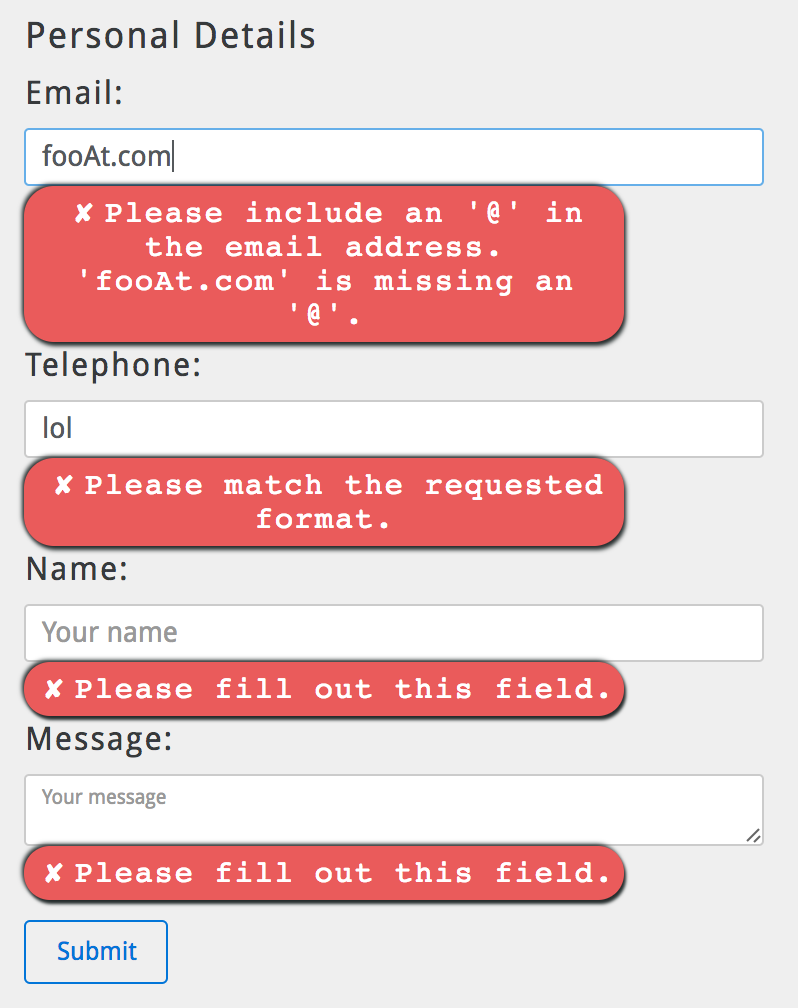 Personal Details
Email:
fooAt.com
✘ Please include an '@' in
the email address.
'fooAt.com' is missing an
'@'.
Telephone:
lol
✘ Please match the requested
format.
Name:
Your name
✘ Please fill out this field.
Message:
Your message
✘ Please fill out this field.
Submit